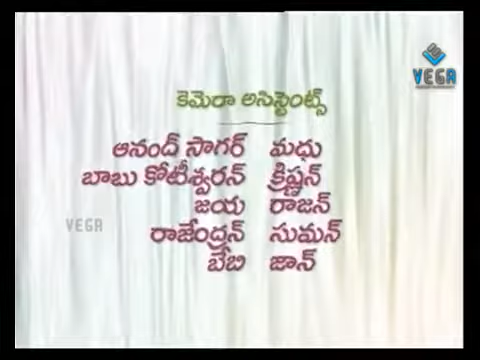 VEGA
కెమెరా అసిస్టెంట్స్
ఆనంద్ సాగర్ మధు
బాబు కోటీశ్వరన్ క్రిష్ణన్
జయ రాజన్
VEGA
రాజేంద్రన్ సుమన్
బేబి జాన్